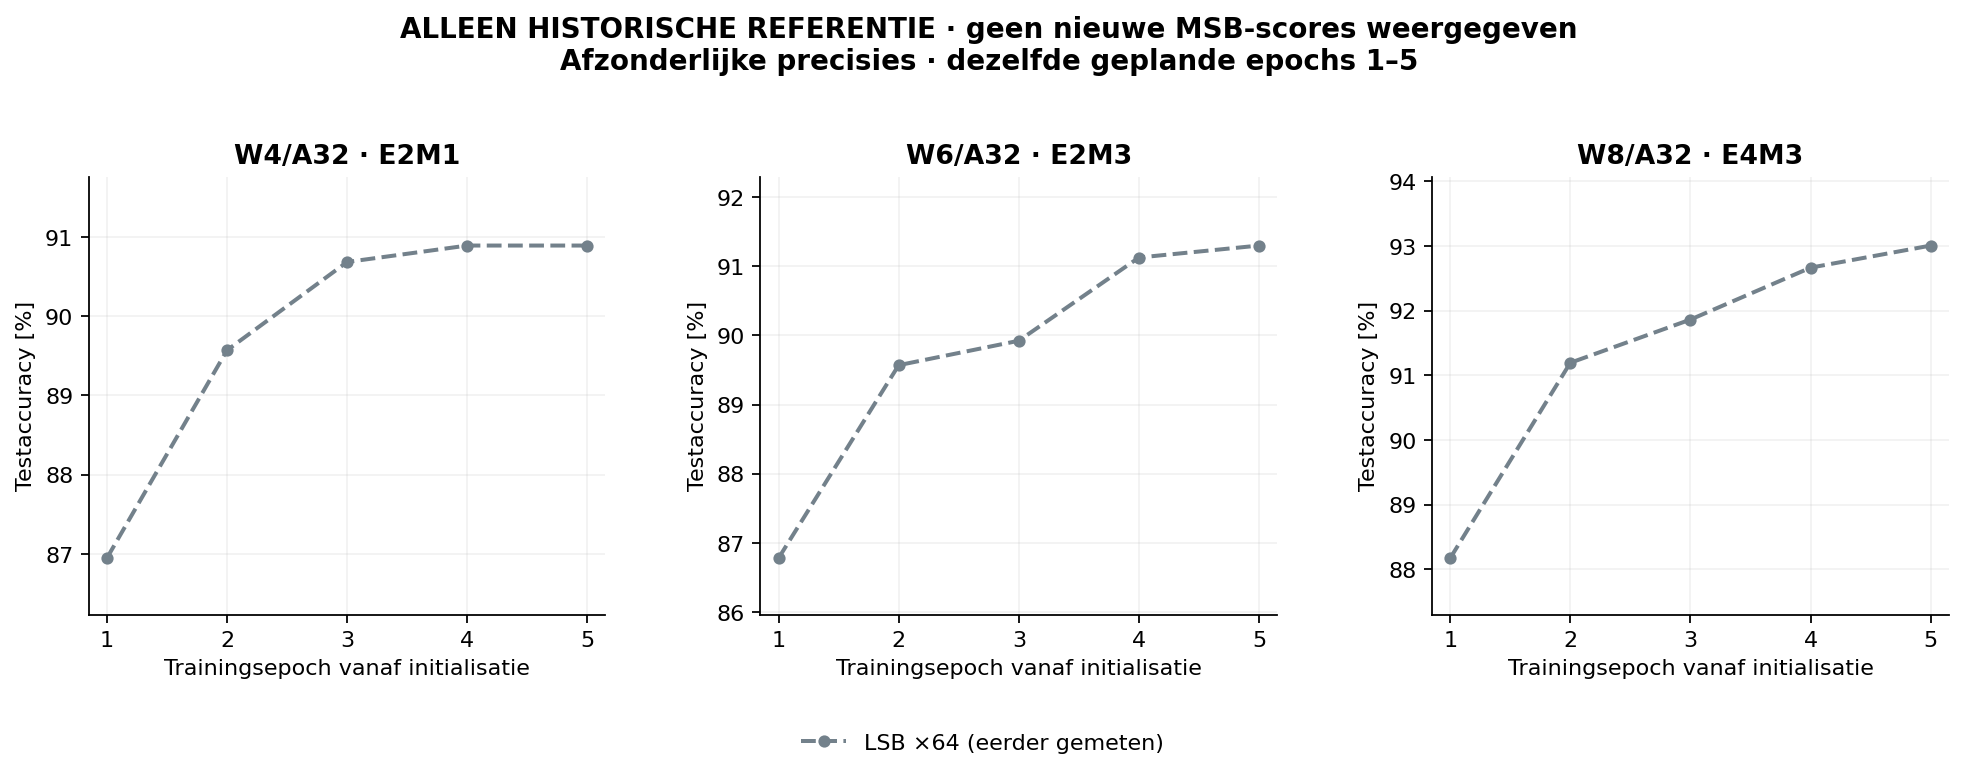 ALLEEN HISTORISCHE REFERENTIE · geen nieuwe MSB-scores weergegeven
Afzonderlijke precisies · dezelfde geplande epochs 1–5
W4/A32 · E2M1
91
90
89
88
87
Testaccuracy [%]
1 2 3 4 5
Trainingsepoch vanaf initialisatie
W6/A32 · E2M3
92
91
90
89
88
87
86
Testaccuracy [%]
1 2 3 4 5
Trainingsepoch vanaf initialisatie
W8/A32 · E4M3
94
93
92
91
90
89
88
Testaccuracy [%]
1 2 3 4 5
Trainingsepoch vanaf initialisatie
LSB ×64 (eerder gemeten)